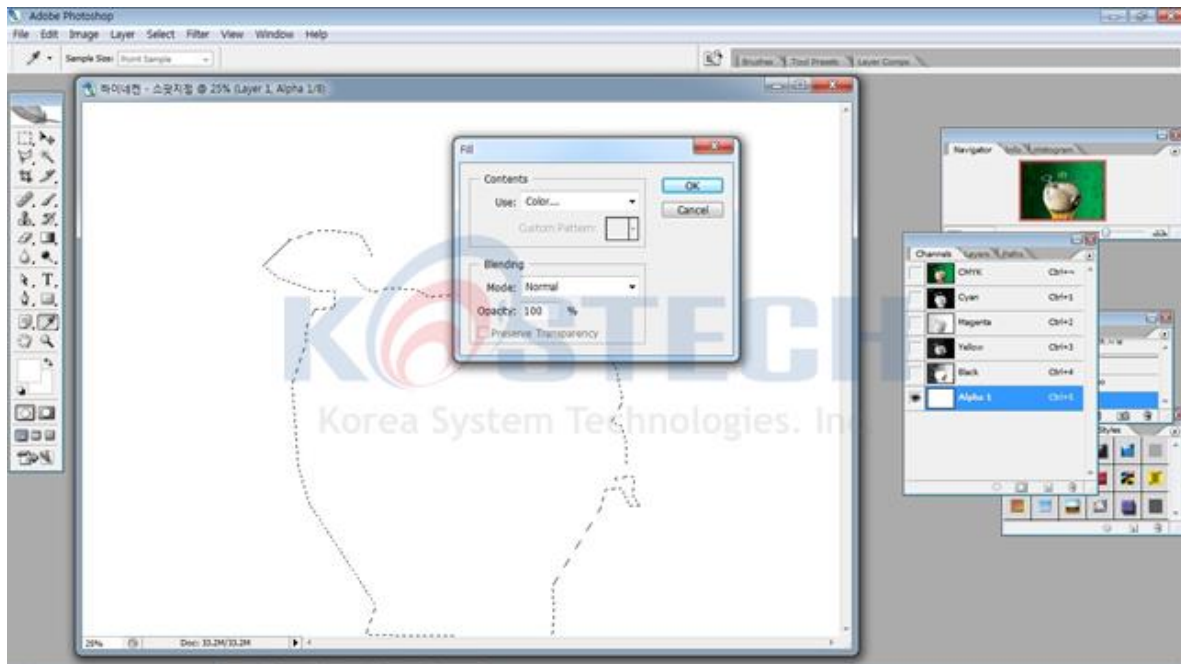 Adobe Photoshop
File Edit Image Layer Select Filter View Window Help
Sample Size: Point Sample
Brushes Tool Presets Layer Comps
하이네켄 - 소팟지정 @ 25% (Layer 1, Alpha 1/8)
Fill
Contents
Use: Color...
Custom Pattern:
OK
Cancel
Blending
Mode: Normal
Opacity: 100 %
Preserve Transparency
KOSTECH
Korea System Technologies. Inc
Navigator Info Histogram
Channels Layers Paths
CMYK Ctrl+~
Cyan Ctrl+1
Magenta Ctrl+2
Yellow Ctrl+3
Black Ctrl+4
Alpha 1 Ctrl+5
Styles
25% Doc: 33.2M/33.2M